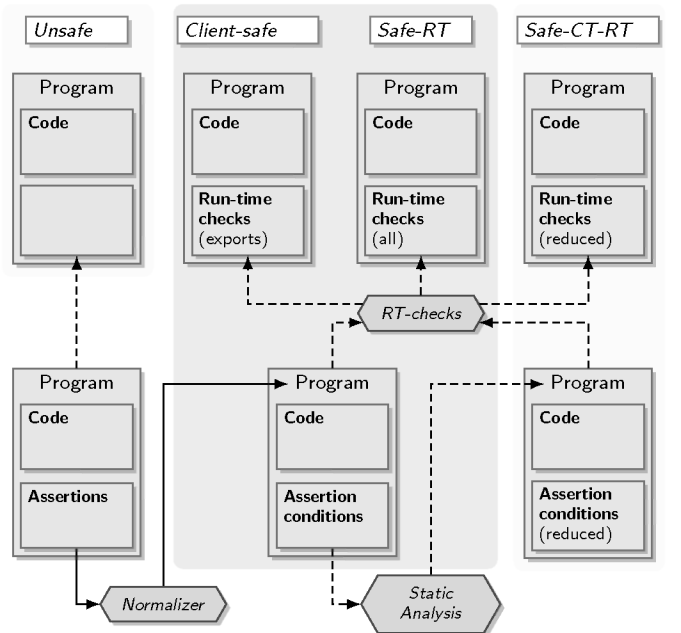 Unsafe
Client-safe
Safe-RT
Safe-CT-RT
Program
Code
Program
Code
Run-time
checks
(exports)
Program
Code
Run-time
checks
(all)
Program
Code
Run-time
checks
(reduced)
RT-checks
Program
Code
Assertions
Program
Code
Assertion
conditions
Program
Code
Assertion
conditions
(reduced)
Normalizer
Static
Analysis